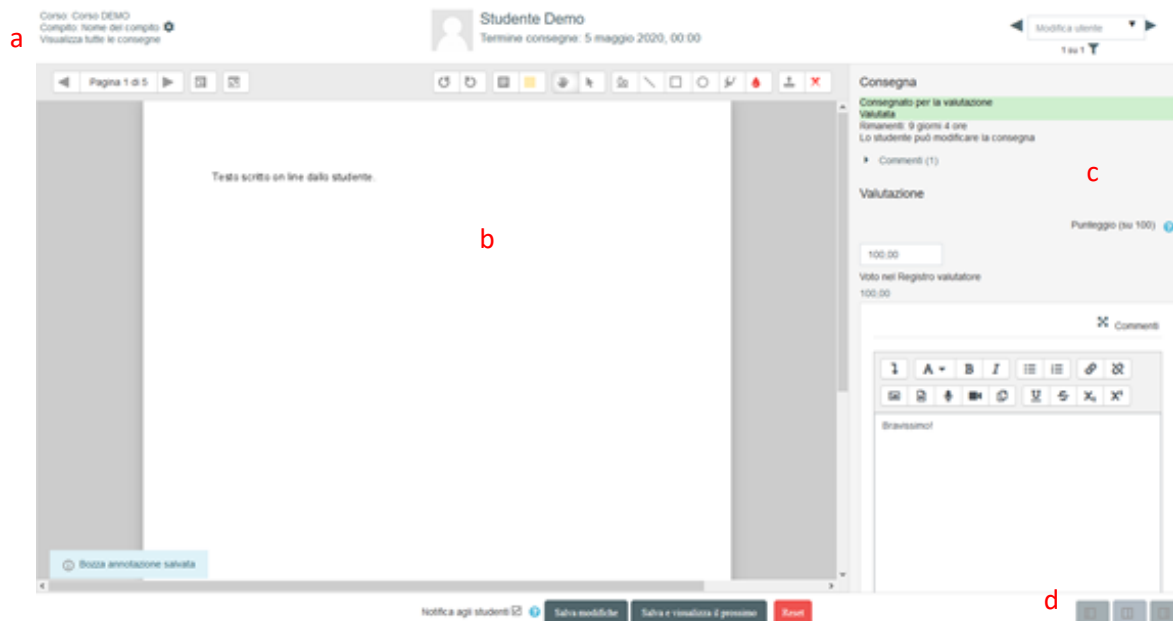 Corso: Corso DEMO
Compito: Nome del compito
Visualizza tutte le consegne
a
Studente Demo
Termine consegne: 5 maggio 2020, 00:00
Modifica utente
1 su 1
Pagina 1 di 5
Testo scritto on line dallo studente.
b
Bozza annotazione salvata
Consegna
Consegnato per la valutazione
Valutata
Rimanenti: 9 giorni 4 ore
Lo studente può modificare la consegna
Commenti (1)
c
Valutazione
Punteggio (su 100)
100,00
Voto nel Registro valutatore
100,00
Commenti
Bravissimo!
d
Notifica agli studenti
Salva modifiche
Salva e visualizza il prossimo
Reset